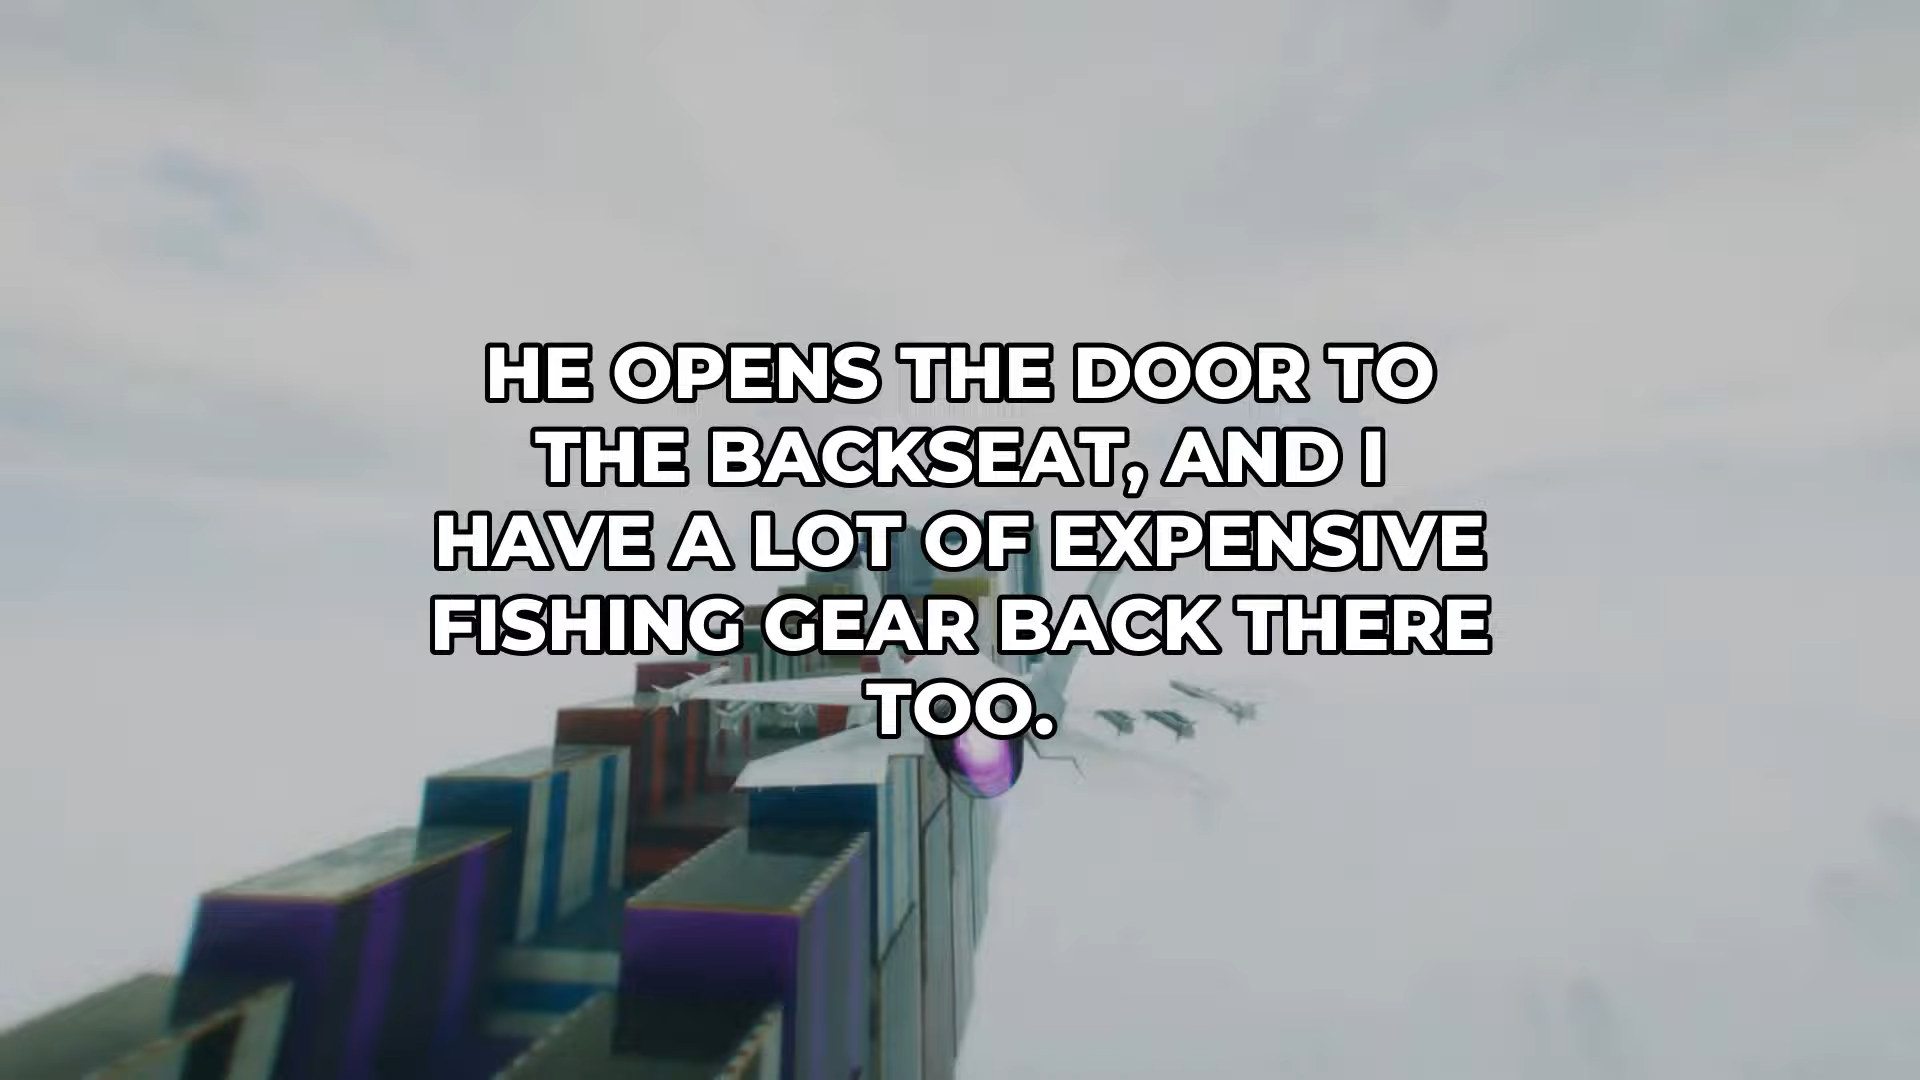 HE OPENS THE DOOR TO
THE BACKSEAT, AND I
HAVE A LOT OF EXPENSIVE
FISHING GEAR BACK THERE
TOO.